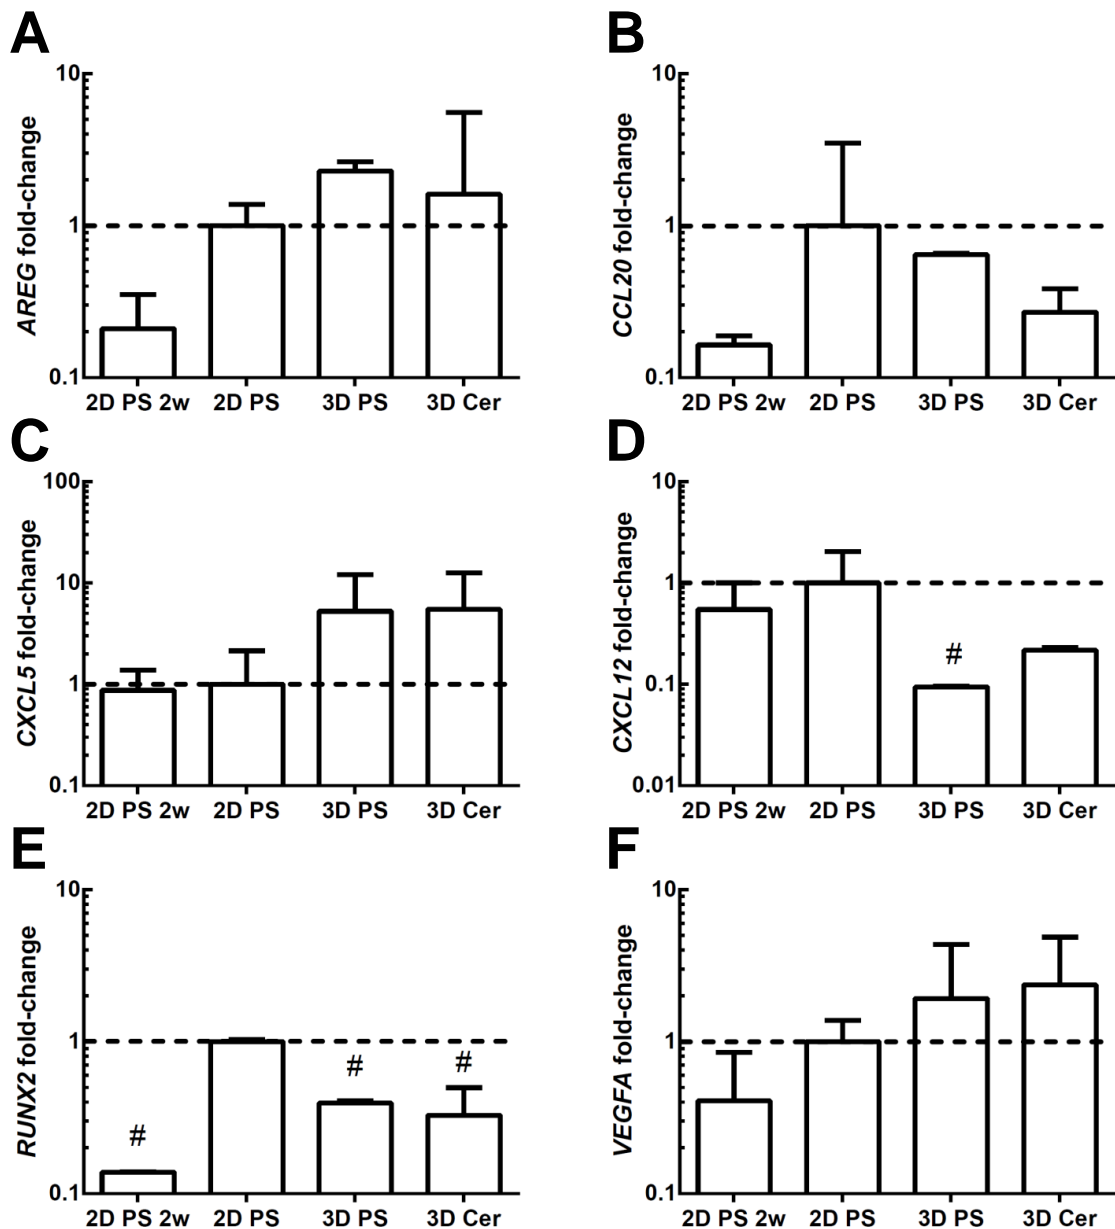 A
10
1
0.1
AREG fold-change
2D PS 2w 2D PS 3D PS 3D Cer
B
10
1
0.1
CCL20 fold-change
2D PS 2w 2D PS 3D PS 3D Cer
C
100
10
1
0.1
CXCL5 fold-change
2D PS 2w 2D PS 3D PS 3D Cer
D
10
1
0.1
0.01
CXCL12 fold-change
#
2D PS 2w 2D PS 3D PS 3D Cer
E
10
1
0.1
RUNX2 fold-change
# # #
2D PS 2w 2D PS 3D PS 3D Cer
F
10
1
0.1
VEGFA fold-change
2D PS 2w 2D PS 3D PS 3D Cer